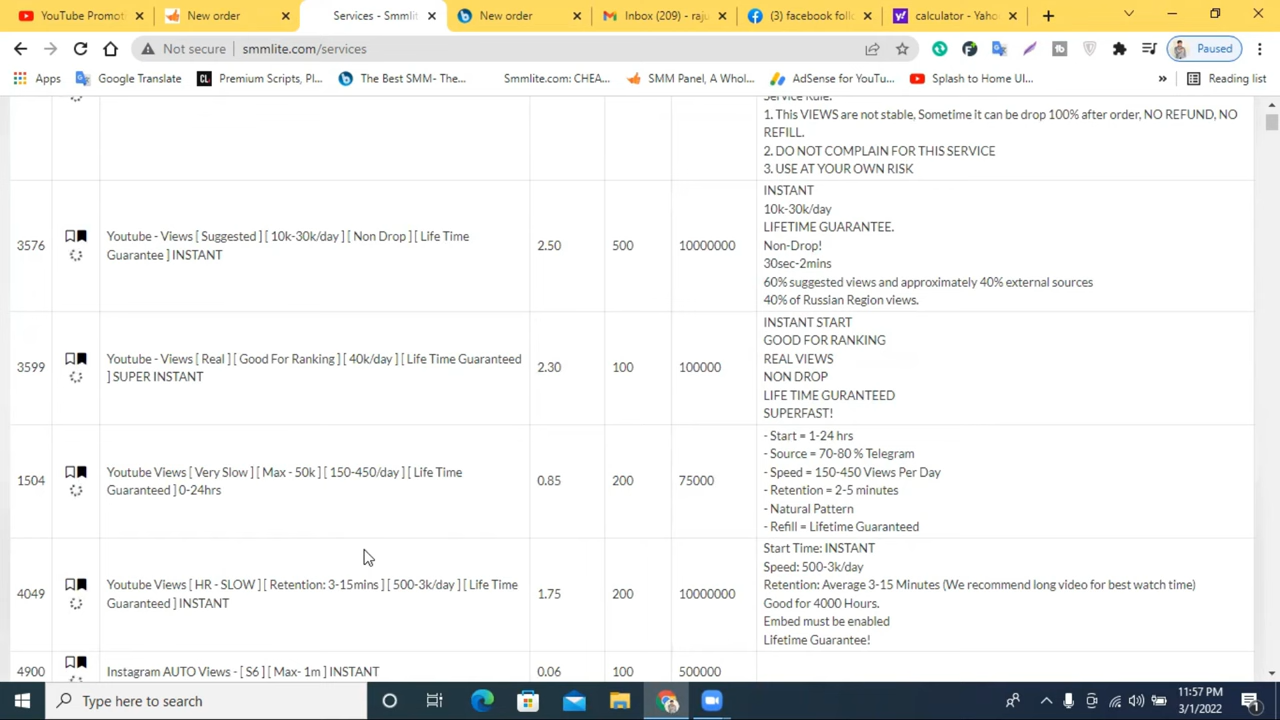 YouTube Promot
New order
Services - Smmli
New order
Inbox (209) - raju
(3) facebook foll
calculator - Yaho
Not secure
smmlite.com/services
Paused
Apps
Google Translate
Premium Scripts, Pl...
The Best SMM- The...
Smmlite.com: CHEA...
SMM Panel, A Whol...
AdSense for YouTu...
Splash to Home UI...
»
Reading list
Service Rule:
1. This VIEWS are not stable, Sometime it can be drop 100% after order, NO REFUND, NO
REFILL.
2. DO NOT COMPLAIN FOR THIS SERVICE
3. USE AT YOUR OWN RISK
3576
Youtube - Views [ Suggested ] [ 10k-30k/day ] [ Non Drop ] [ Life Time
Guarantee ] INSTANT
2.50
500
10000000
INSTANT
10k-30k/day
LIFETIME GUARANTEE.
Non-Drop!
30sec-2mins
60% suggested views and approximately 40% external sources
40% of Russian Region views.
3599
Youtube - Views [ Real ] [ Good For Ranking ] [ 40k/day ] [ Life Time Guaranteed
] SUPER INSTANT
2.30
100
100000
INSTANT START
GOOD FOR RANKING
REAL VIEWS
NON DROP
LIFE TIME GURANTEED
SUPERFAST!
1504
Youtube Views [ Very Slow ] [ Max - 50k ] [ 150-450/day ] [ Life Time
Guaranteed ] 0-24hrs
0.85
200
75000
- Start = 1-24 hrs
- Source = 70-80 % Telegram
- Speed = 150-450 Views Per Day
- Retention = 2-5 minutes
- Natural Pattern
- Refill = Lifetime Guaranteed
4049
Youtube Views [ HR - SLOW ] [ Retention: 3-15mins ] [ 500-3k/day ] [ Life Time
Guaranteed ] INSTANT
1.75
200
10000000
Start Time: INSTANT
Speed: 500-3k/day
Retention: Average 3-15 Minutes (We recommend long video for best watch time)
Good for 4000 Hours.
Embed must be enabled
Lifetime Guarantee!
4900
Instagram AUTO Views - [ S6 ] [ Max- 1m ] INSTANT
0.06
100
500000
Type here to search
11:57 PM
3/1/2022
1